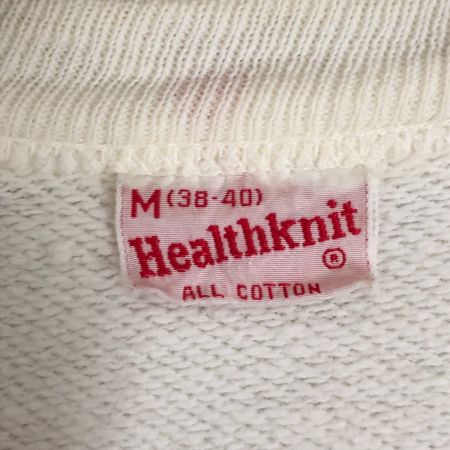 M (38-40)
Healthknit ®
ALL COTTON